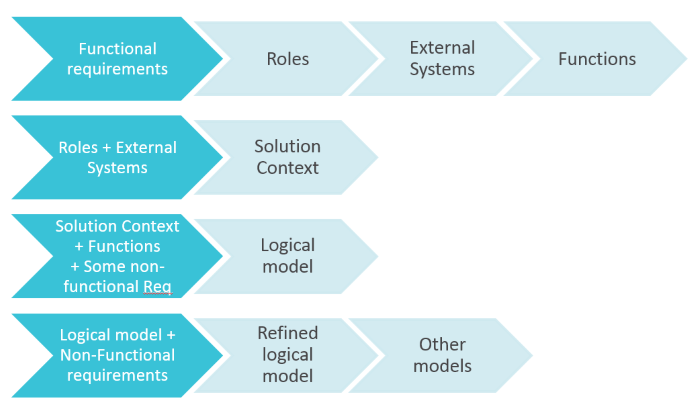 Functional
requirements
Roles
External
Systems
Functions
Roles + External
Systems
Solution
Context
Solution Context
+ Functions
+ Some non-
functional Req
Logical
model
Logical model +
Non-Functional
requirements
Refined
logical
model
Other
models